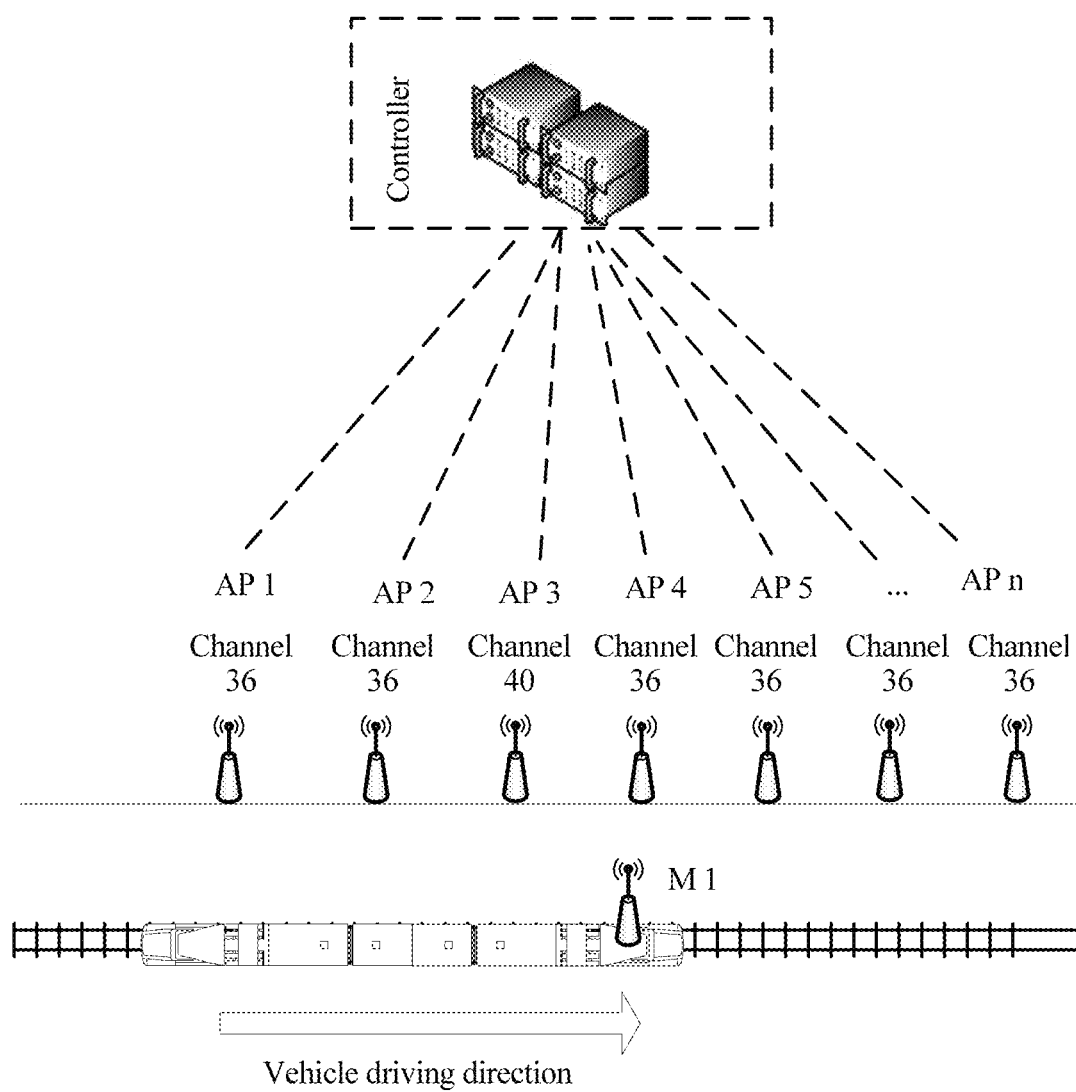 Controller
AP 1
AP 2
AP 3
AP 4
AP 5
...
AP n
Channel 36
Channel 36
Channel 40
Channel 36
Channel 36
Channel 36
Channel 36
M 1
Vehicle driving direction